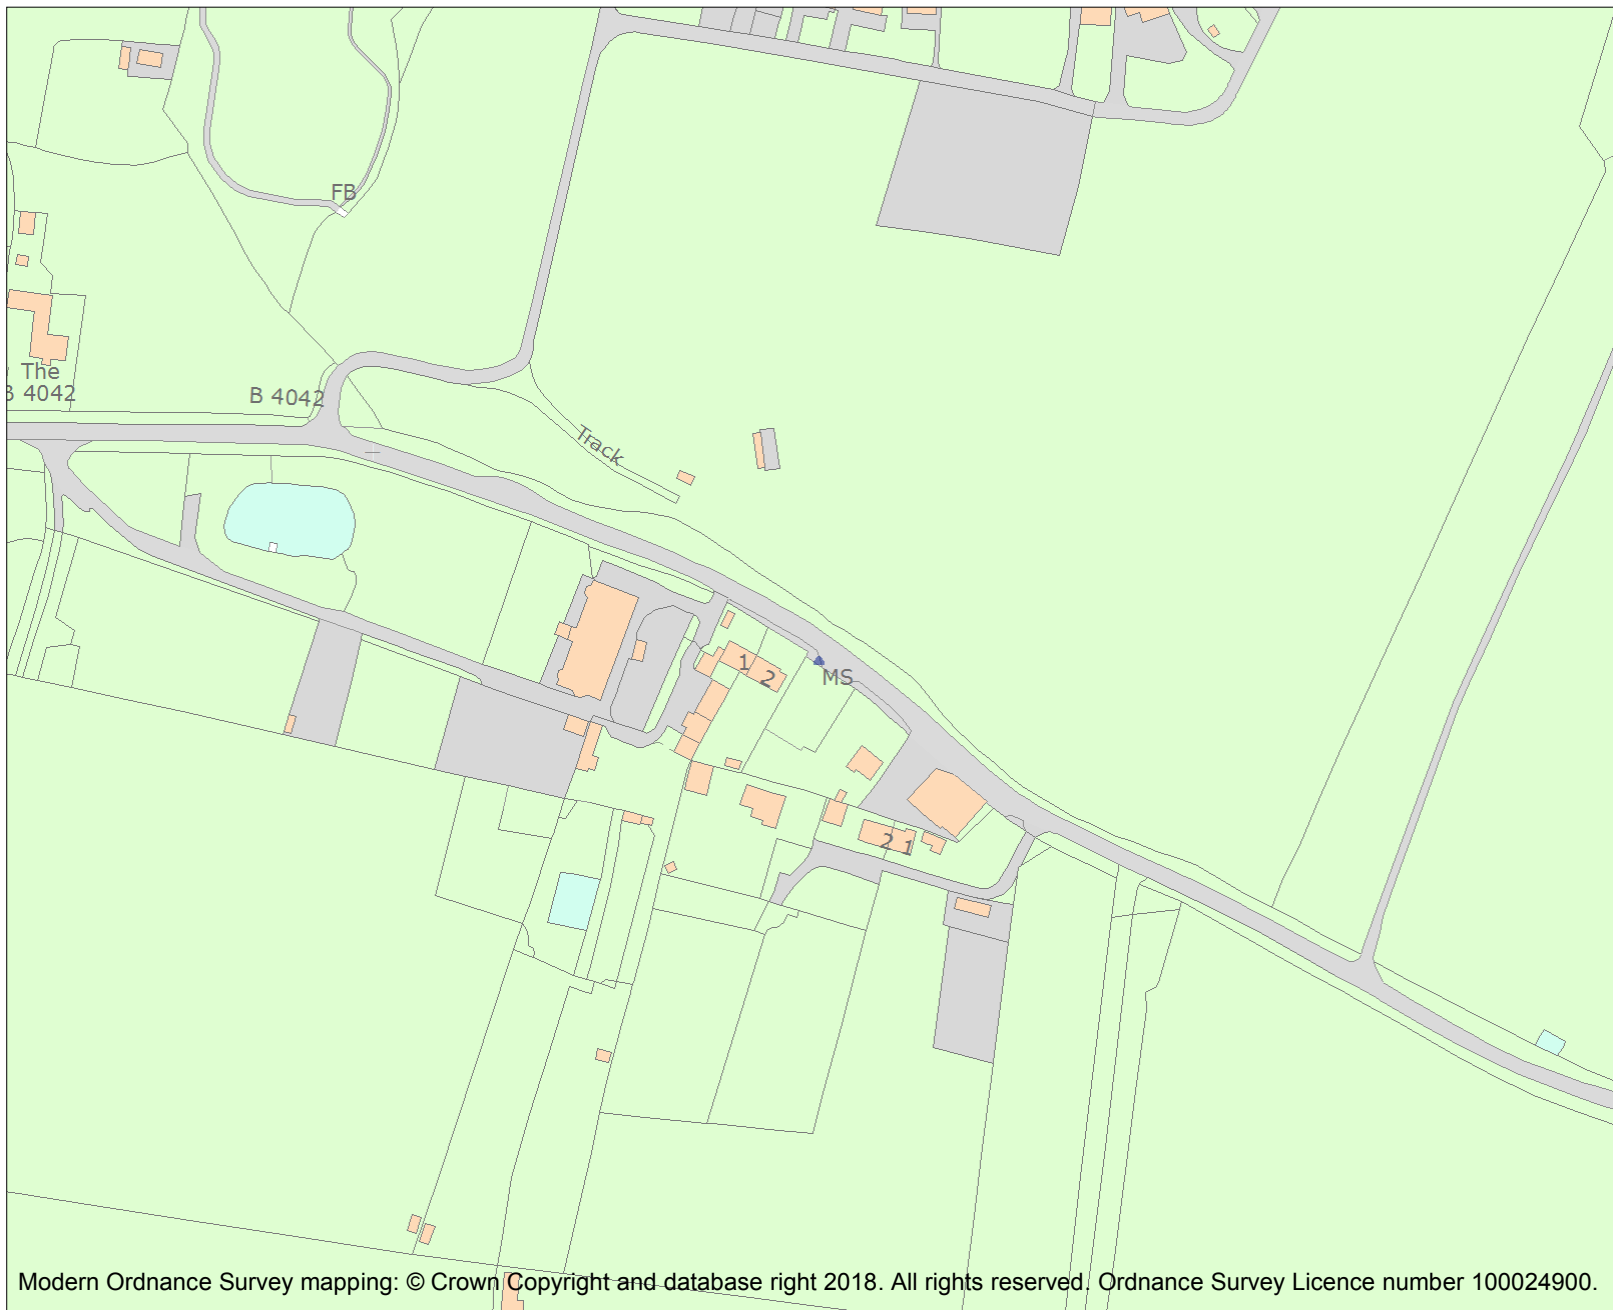 FB
The
B 4042
B 4042
Track
1
2
MS
2 1
Modern Ordnance Survey mapping: © Crown Copyright and database right 2018. All rights reserved. Ordnance Survey Licence number 100024900.